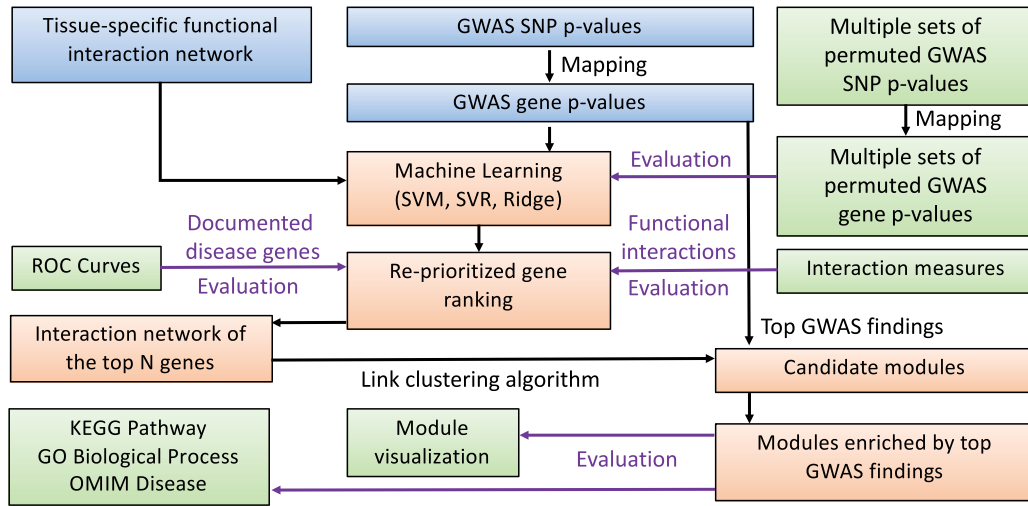 Tissue-specific functional
interaction network
GWAS SNP p-values
Mapping
GWAS gene p-values
Multiple sets of
permuted GWAS
SNP p-values
Mapping
Multiple sets of
permuted GWAS
gene p-values
Machine Learning
(SVM, SVR, Ridge)
Evaluation
Documented
disease genes
Evaluation
ROC Curves
Re-prioritized gene
ranking
Functional
interactions
Evaluation
Interaction measures
Interaction network of
the top N genes
Link clustering algorithm
Top GWAS findings
Candidate modules
KEGG Pathway
GO Biological Process
OMIM Disease
Module
visualization
Evaluation
Modules enriched by top
GWAS findings